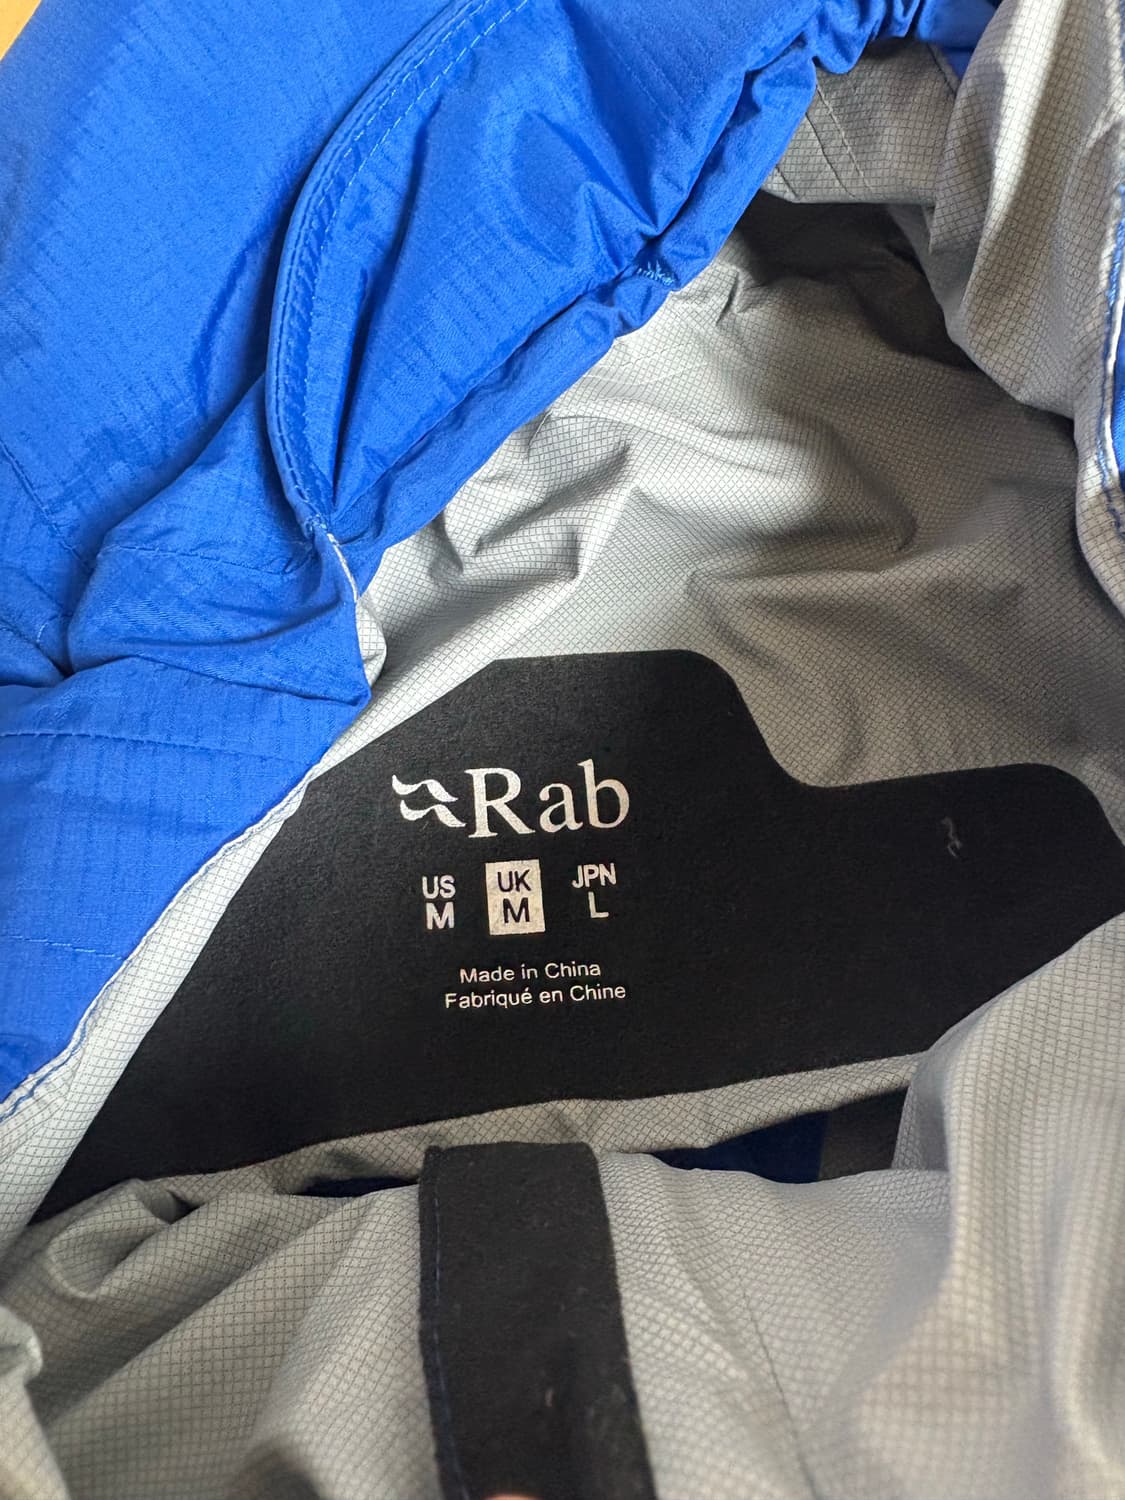 Rab
US UK JPN
M M L
Made in China
Fabriqué en Chine